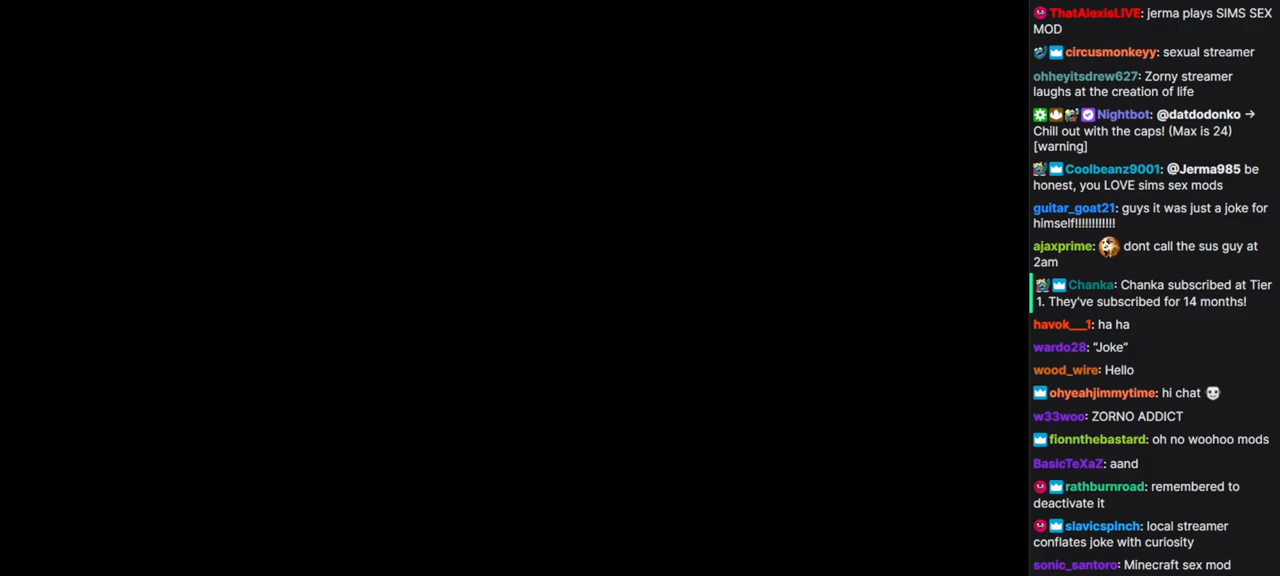 ThatAlexisLIVE: jerma plays SIMS SEX
MOD
circusmonkeyy: sexual streamer
ohheyitsdrew627: Zorny streamer
laughs at the creation of life
Nightbot: @datdodonko →
Chill out with the caps! (Max is 24)
[warning]
Coolbeanz9001: @Jerma985 be
honest, you LOVE sims sex mods
guitar_goat21: guys it was just a joke for
himself!!!!!!!!!!!!
ajaxprime: dont call the sus guy at
2am
Chanka: Chanka subscribed at Tier
1. They've subscribed for 14 months!
havok___1: ha ha
wardo28: “Joke”
wood_wire: Hello
ohyeahjimmytime: hi chat
w33woo: ZORNO ADDICT
fionnthebastard: oh no woohoo mods
BasicTeXaZ: aand
rathburnroad: remembered to
deactivate it
slavicspinch: local streamer
conflates joke with curiosity
sonic_santoro: Minecraft sex mod